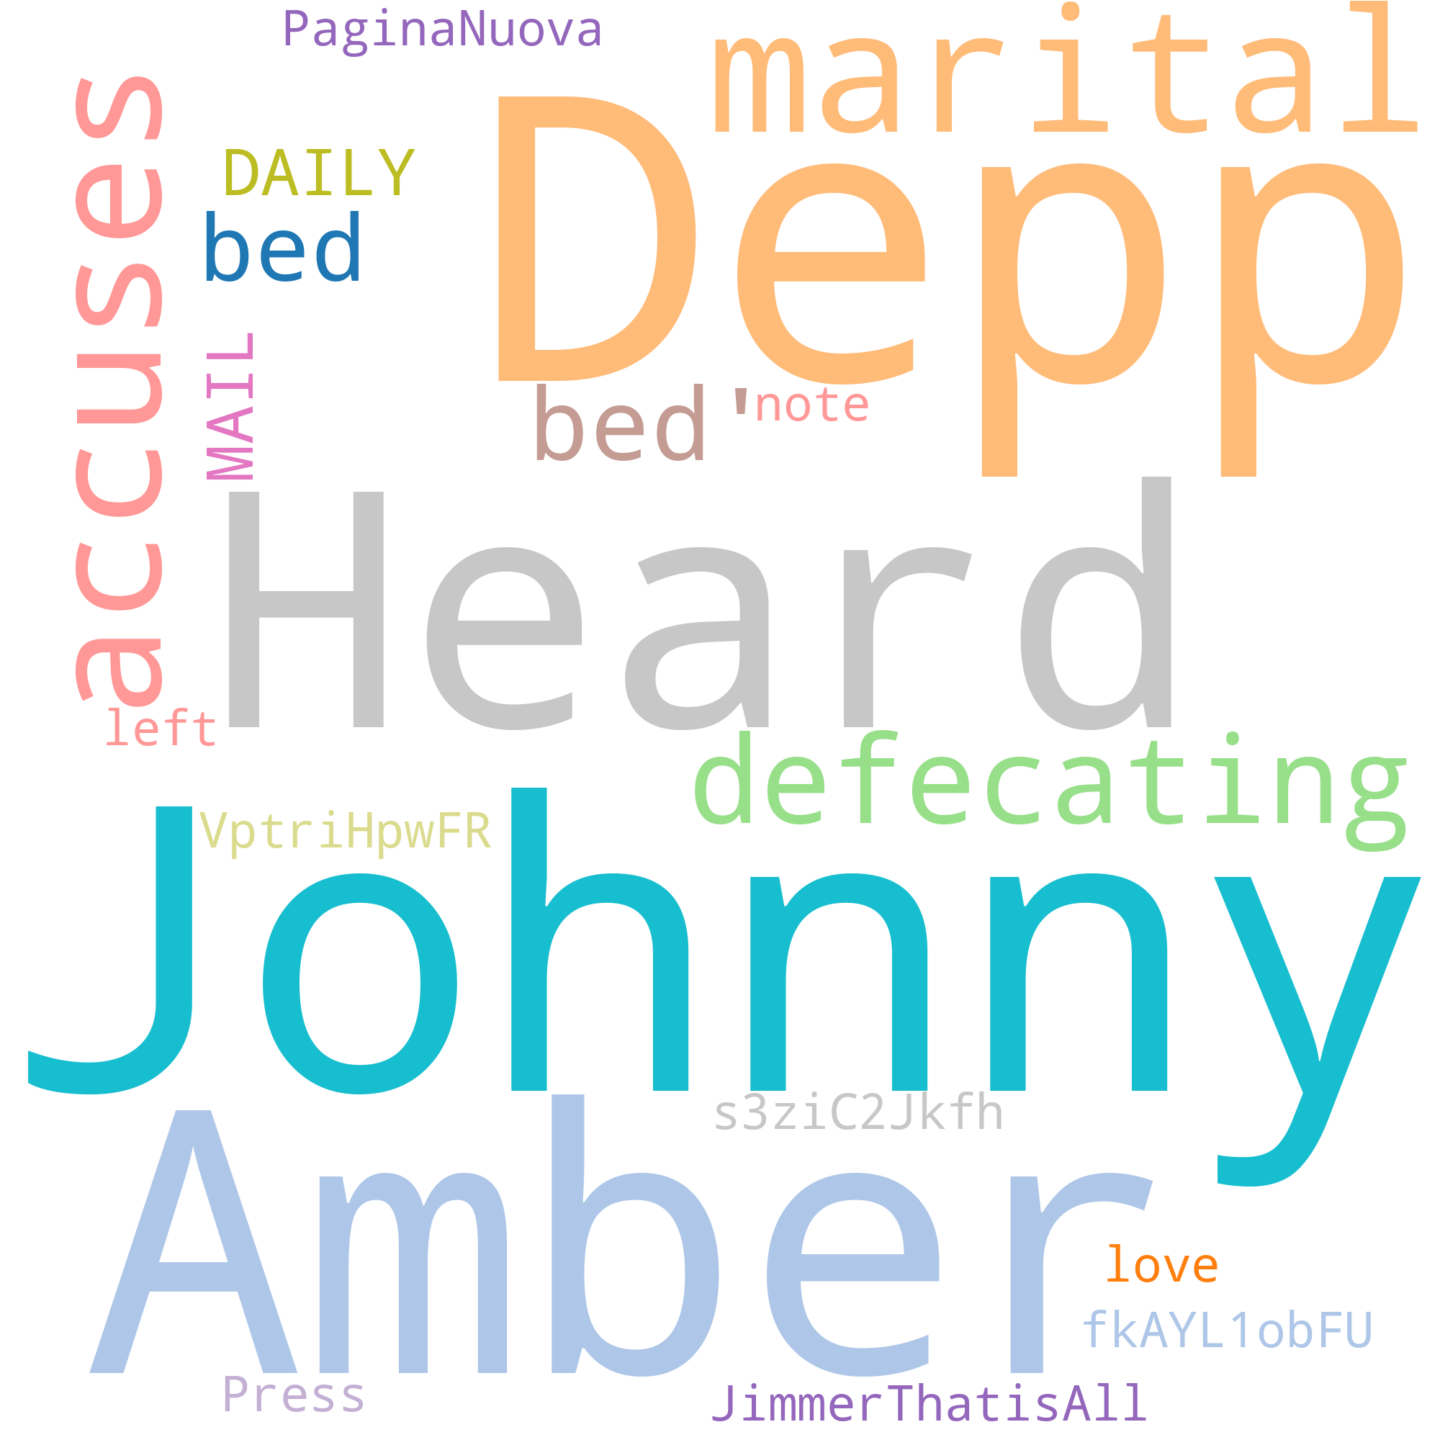 PaginaNuova
marital
accuses
Depp
DAILY
bed
MAIL
bed'
note
Heard
left
defecating
Johnny
VptriHpwFR
s3ziC2Jkfh
Amber
love
fkAYL1obFU
Press
JimmerThatisAll